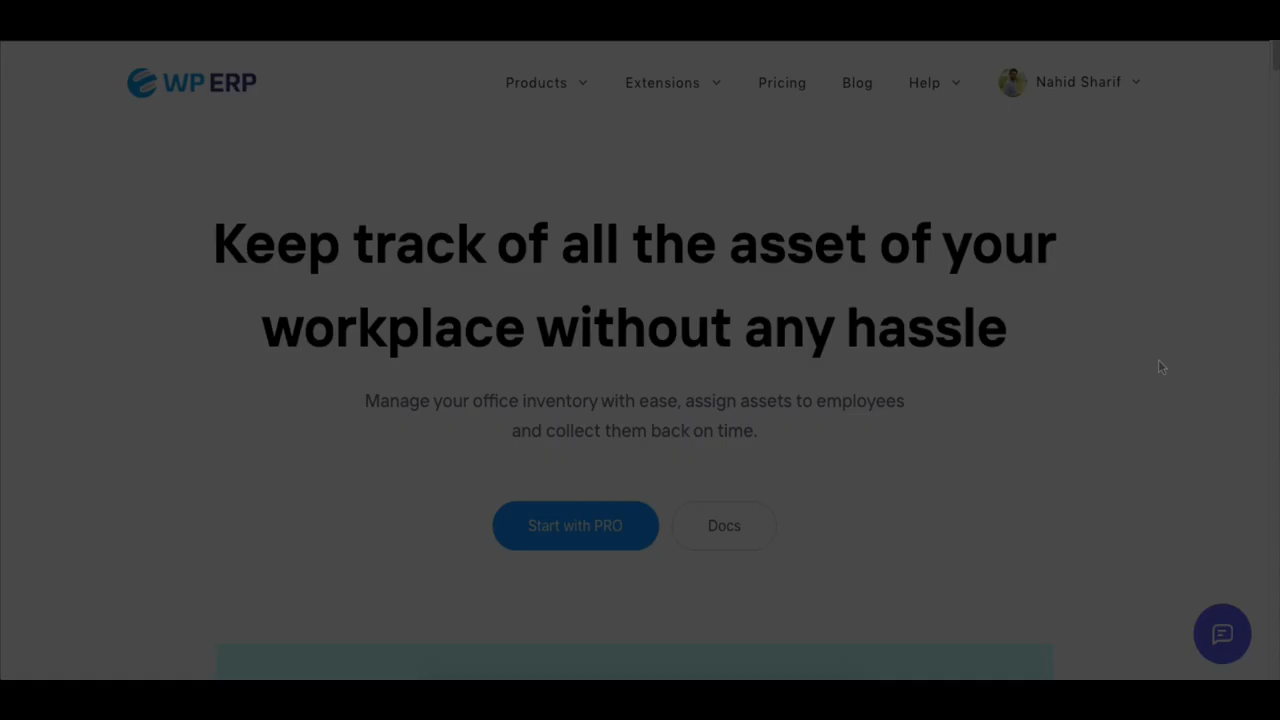 WP ERP
Products
Extensions
Pricing
Blog
Help
Nahid Sharif
Keep track of all the asset of your
workplace without any hassle
Manage your office inventory with ease, assign assets to employees
and collect them back on time.
Start with PRO
Docs